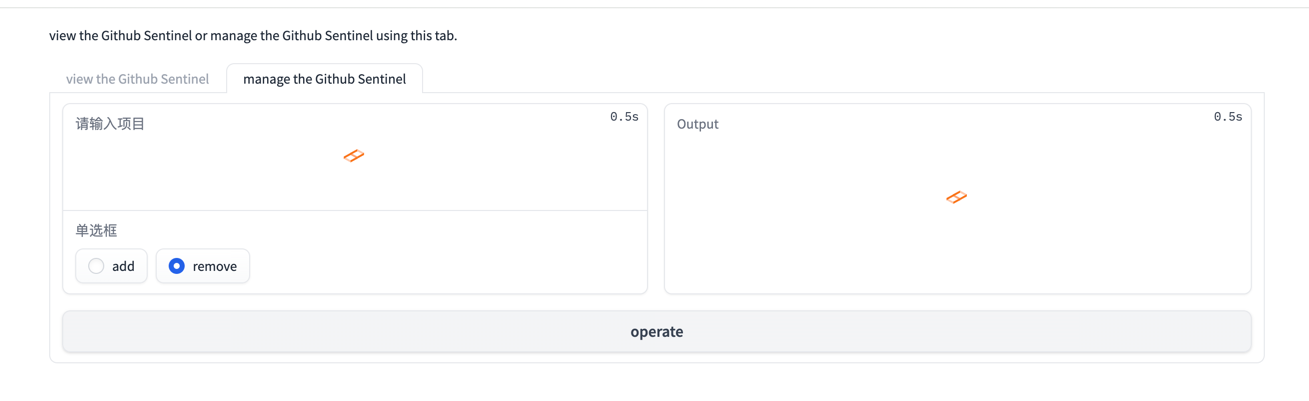 view the Github Sentinel or manage the Github Sentinel using this tab.
view the Github Sentinel
manage the Github Sentinel
请输入项目
0.5s
单选框
add
remove
Output
0.5s
operate